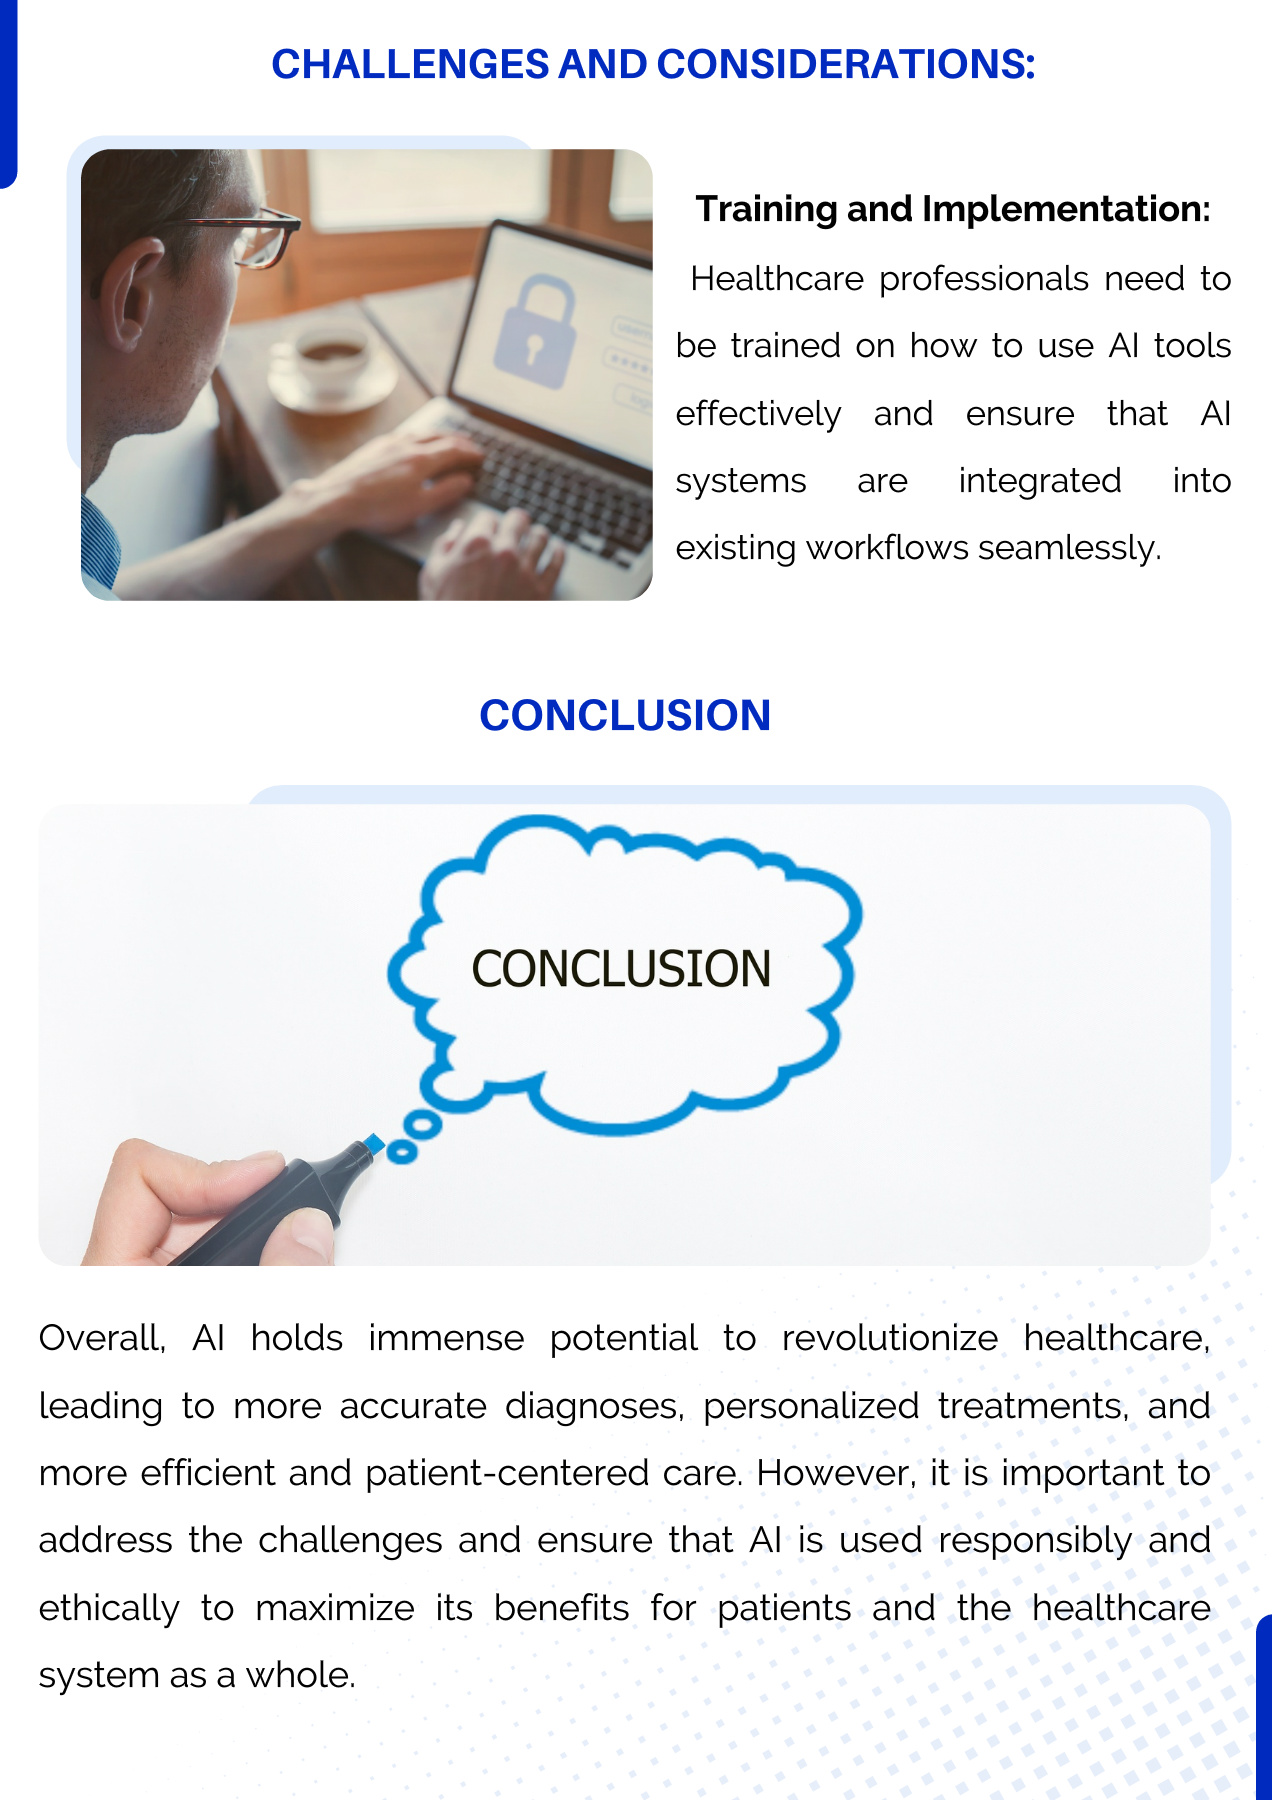 CHALLENGES AND CONSIDERATIONS:
Training and Implementation:
Healthcare professionals need to
be trained on how to use AI tools
effectively and ensure that AI
systems are integrated into
existing workflows seamlessly.
CONCLUSION
CONCLUSION
Overall, AI holds immense potential to revolutionize healthcare,
leading to more accurate diagnoses, personalized treatments, and
more efficient and patient-centered care. However, it is important to
address the challenges and ensure that AI is used responsibly and
ethically to maximize its benefits for patients and the healthcare
system as a whole.